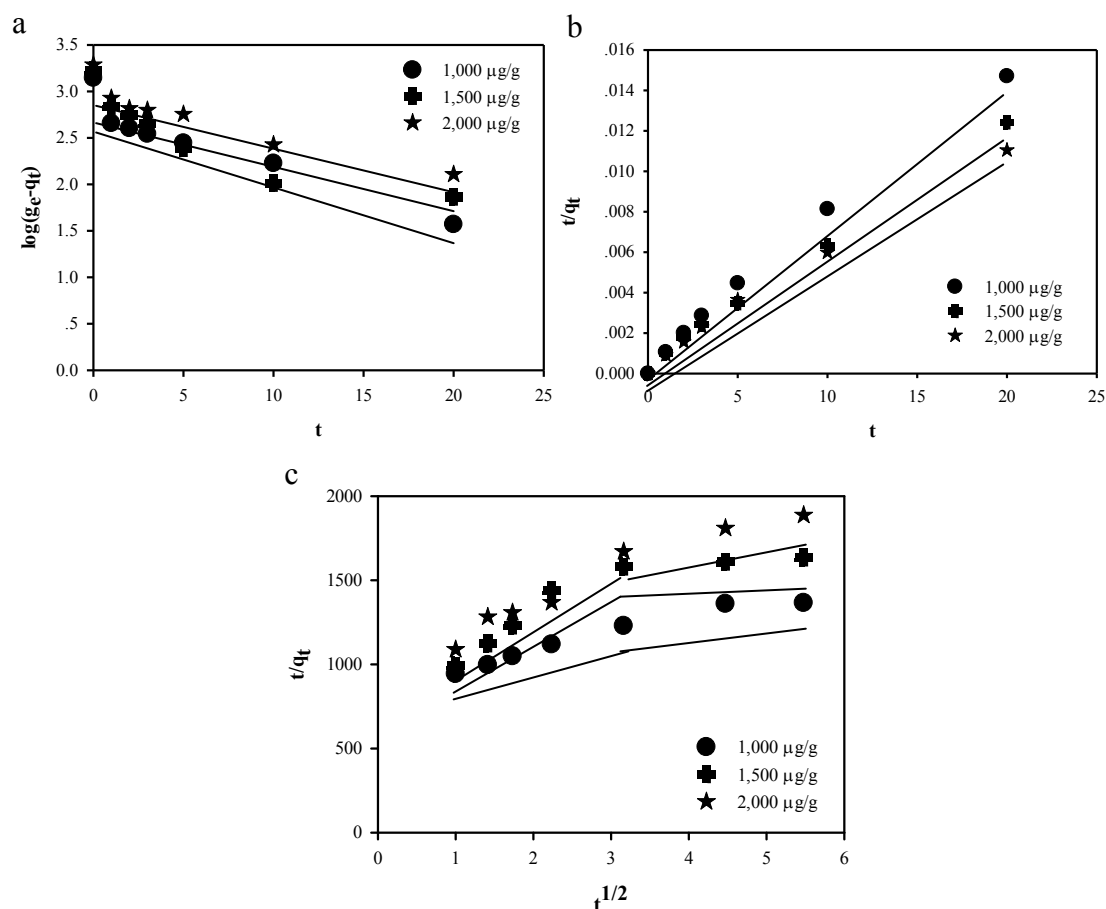 a
3.5
3.0
2.5
2.0
1.5
1.0
.5
0.0
log(ge-qt)
0
5
10
15
20
25
t
1,000 µg/g
1,500 µg/g
2,000 µg/g
b
.016
.014
.012
.010
.008
.006
.004
.002
0.000
t/qt
0
5
10
15
20
25
t
1,000 µg/g
1,500 µg/g
2,000 µg/g
c
2000
1500
1000
500
0
t/qt
0
1
2
3
4
5
6
t1/2
1,000 µg/g
1,500 µg/g
2,000 µg/g